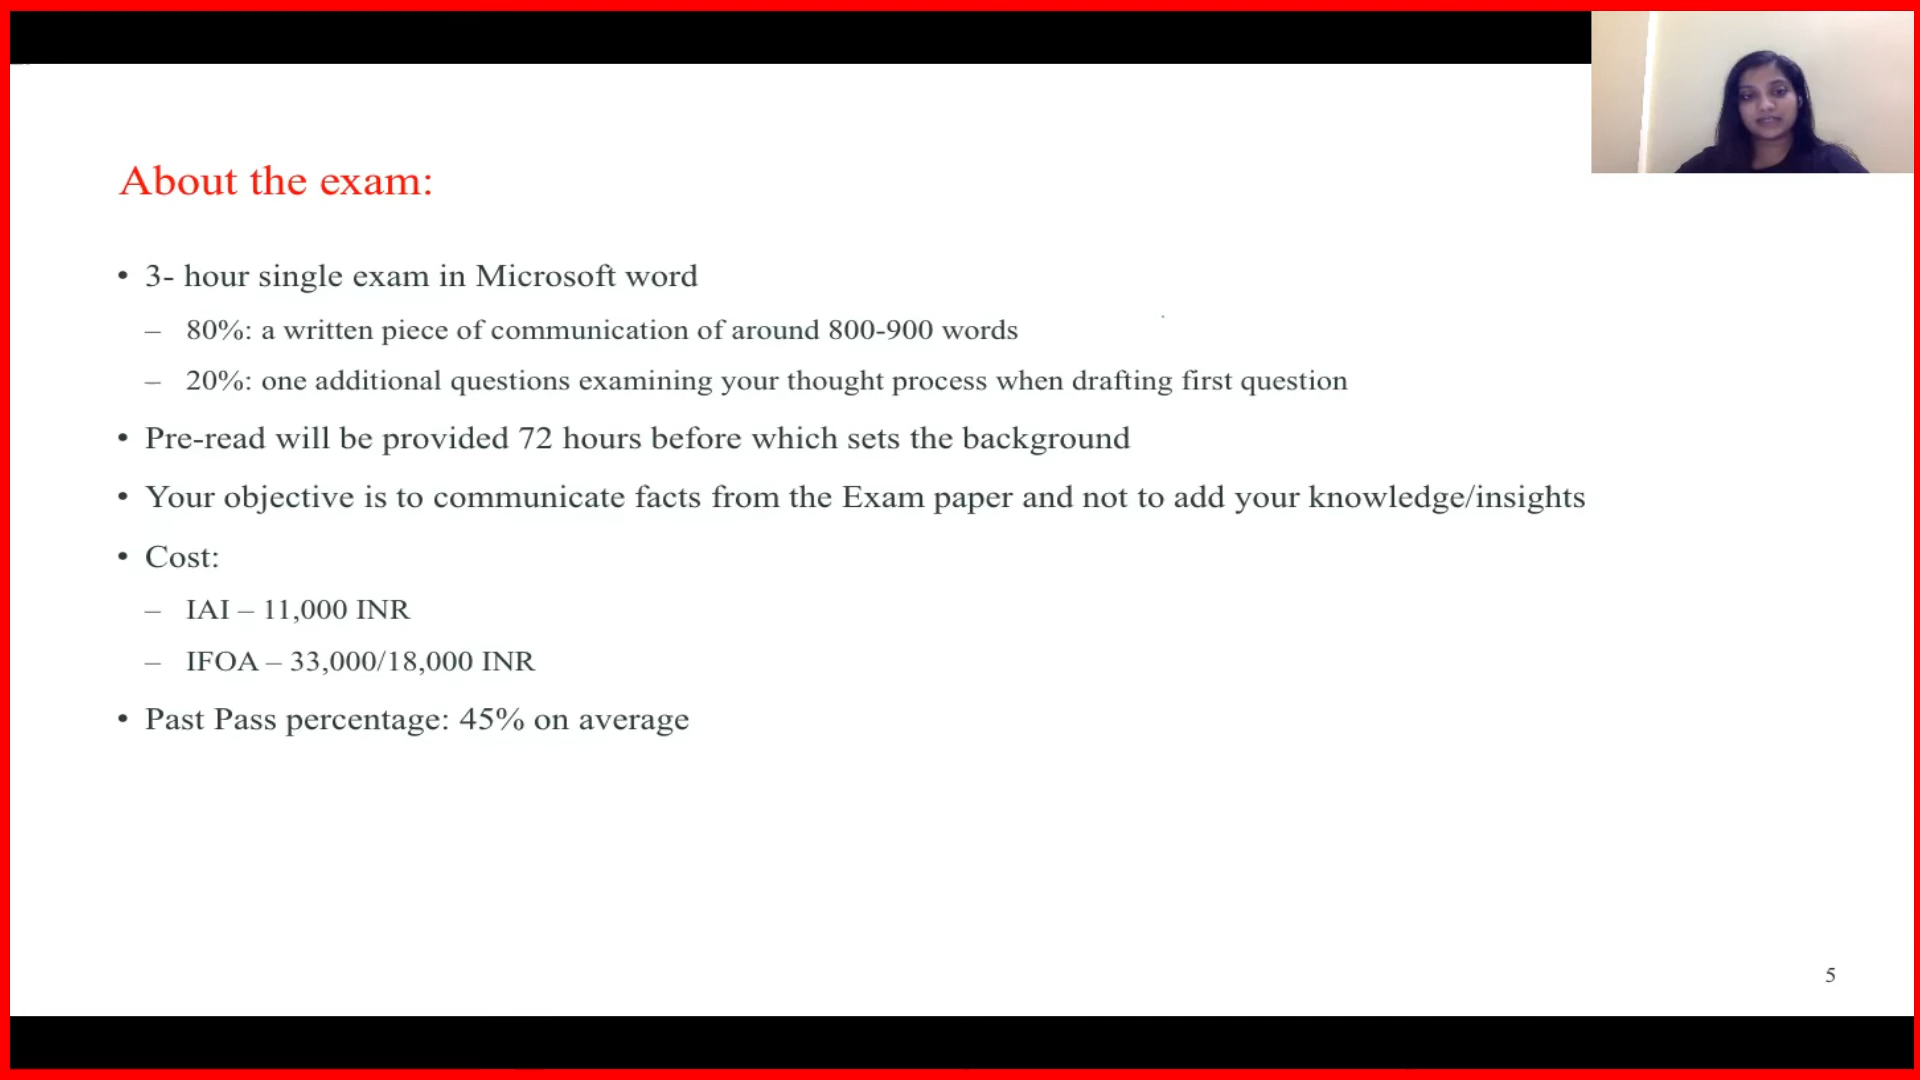 About the exam:
• 3- hour single exam in Microsoft word
– 80%: a written piece of communication of around 800-900 words
– 20%: one additional questions examining your thought process when drafting first question
• Pre-read will be provided 72 hours before which sets the background
• Your objective is to communicate facts from the Exam paper and not to add your knowledge/insights
• Cost:
– IAI – 11,000 INR
– IFOA – 33,000/18,000 INR
• Past Pass percentage: 45% on average
5